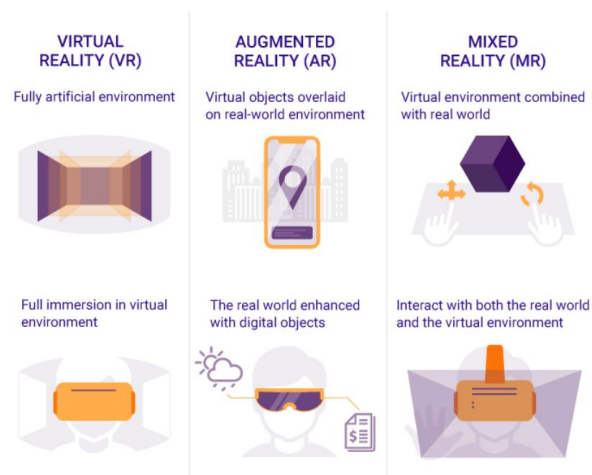 VIRTUAL
REALITY (VR)
Fully artificial environment
Full immersion in virtual
environment
AUGMENTED
REALITY (AR)
Virtual objects overlaid
on real-world environment
The real world enhanced
with digital objects
$
MIXED
REALITY (MR)
Virtual environment combined
with real world
Interact with both the real world
and the virtual environment